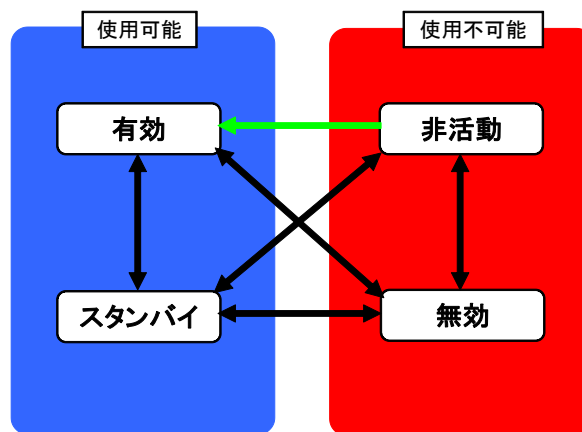 使用可能
使用不可能
有効
非活動
スタンバイ
無効